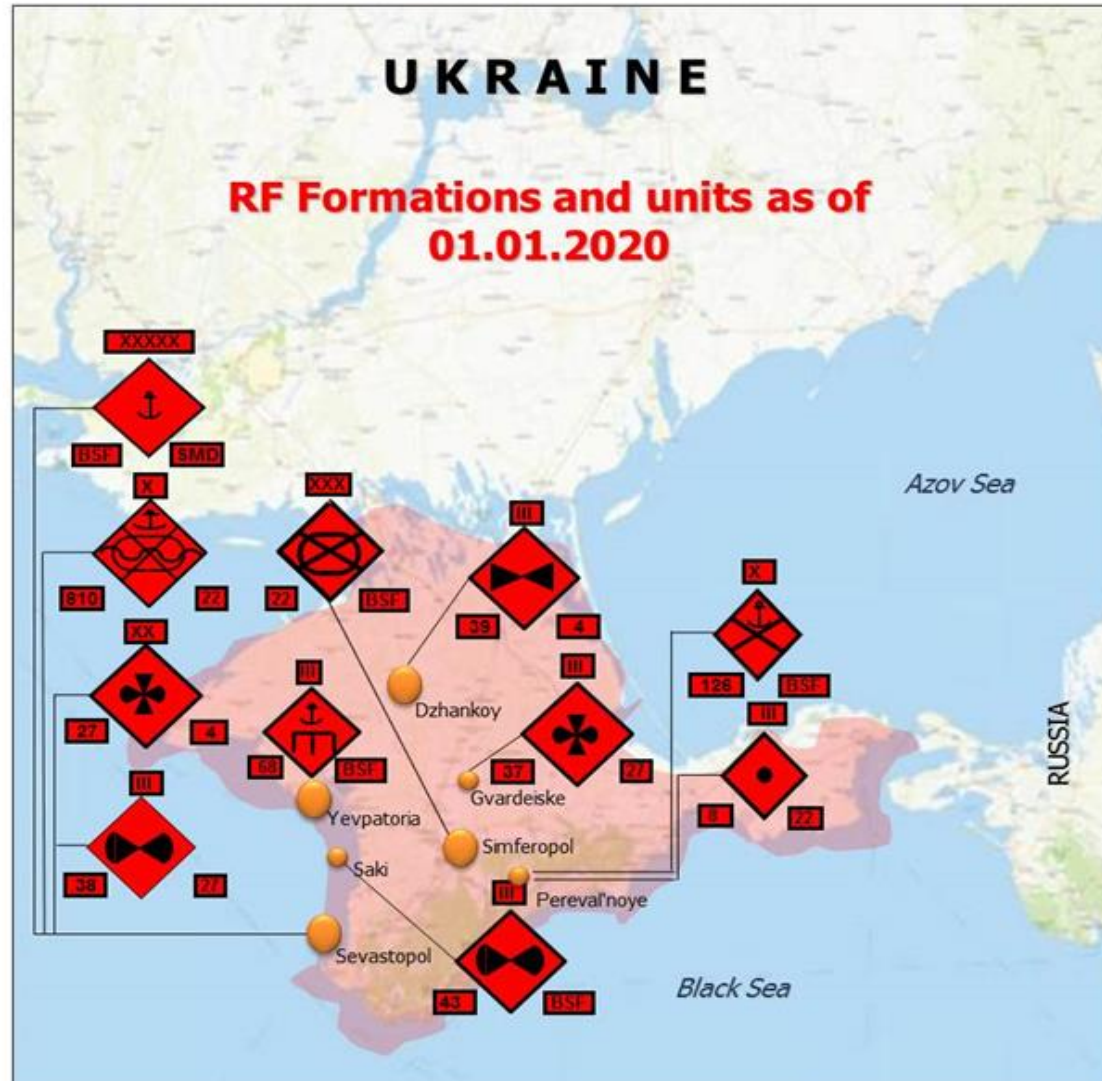 UKRAINE
RF Formations and units as of
01.01.2020
XXXXX
BSF SMD
X
810 22
XX
27 4
III
38 27
XXX
22 BSF
III
68 BSF
III
39 4
III
37 27
X
126 BSF
III
8 22
III
43 BSF
Azov Sea
RUSSIA
Dzhankoy
Gvardeiske
Yevpatoria
Simferopol
Saki
Pereval'noye
Sevastopol
Black Sea